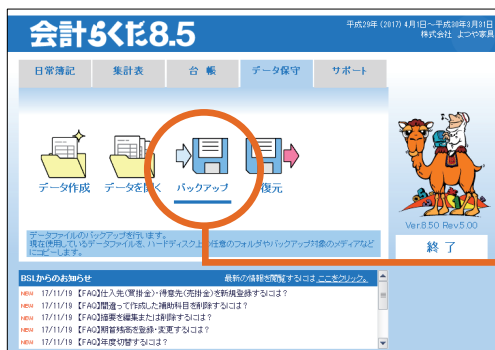 会計らくだ8.5
平成29年 (2017) 4月1日～平成30年3月31日
株式会社 よつや家具
日常簿記 集計表 台 帳 データ保守 サポート
データ作成 データを開く バックアップ 復元
データファイルのバックアップを行います。
現在使用しているデータファイルを、ハードディスク上の任意のフォルダやバックアップ対象のメディアなど
にコピーします。
Ver.8.50 Rev5.00
終 了
BSLからのお知らせ 最新の情報を閲覧するにはここをクリック。
NEW 17/11/19 【FAQ】仕入先(買掛金)・得意先(売掛金)を新規登録するには？
NEW 17/11/19 【FAQ】間違って作成した補助科目を削除するには？
NEW 17/11/19 【FAQ】摘要を編集または削除するには？
NEW 17/11/19 【FAQ】期首残高を登録・変更するには？
NEW 17/11/19 【FAQ】年度切替するには？